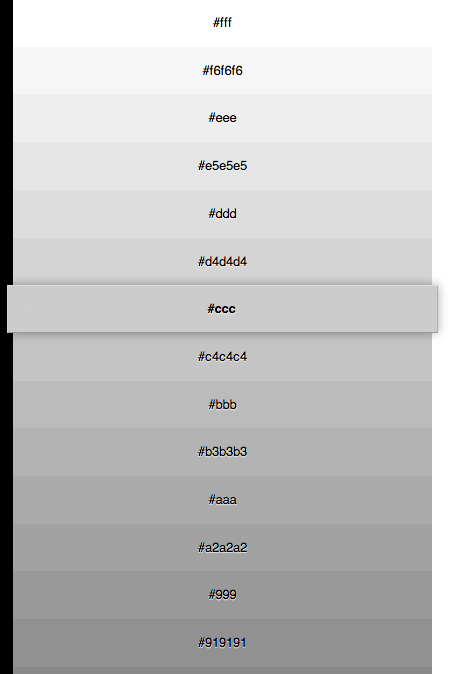 #fff
#f6f6f6
#eee
#e5e5e5
#ddd
#d4d4d4
#ccc
#c4c4c4
#bbb
#b3b3b3
#aaa
#a2a2a2
#999
#919191